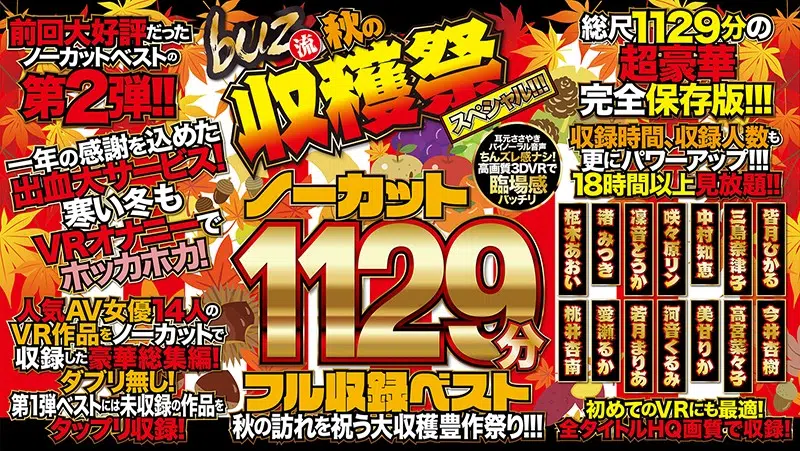 前回大好評だった
ノーカットベストの
第2弾!!
一年の感謝を込めた
出血大サービス!
寒い冬も
VRオナニーで
ホッカホカ!
人気AV女優14人の
VR作品をノーカットで
収録した豪華総集編!
ダブり無し!
第1弾ベストには未収録の作品を
タップリ収録!
buz流秋の
収穫祭
スペシャル!!!
耳元ささやき
バイノーラル音声
ちんズレ感ナシ!
高画質3DVRで
臨場感
バッチリ
ノーカット
1129分
フル収録ベスト
秋の訪れを祝う大収穫豊作祭り!!!
総尺1129分の
超豪華
完全保存版!!!
収録時間、収録人数も
更にパワーアップ!!!
18時間以上見放題!!
皆月ひかる
三島奈津子
中村知恵
咲々原リン
凛音とうか
渚みつき
枢木あおい
今井杏樹
高宮菜々子
美甘りか
河音くるみ
若月まりあ
愛瀬るか
桃井杏南
初めてのVRにも最適!
全タイトルHQ画質で収録!